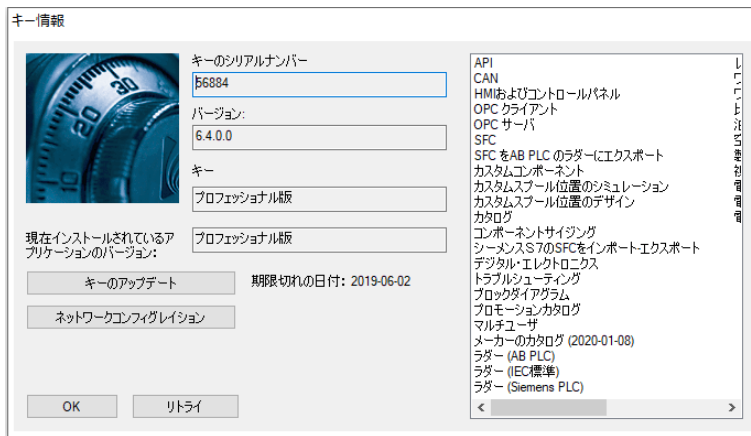 キー情報
キーのシリアルナンバー
56884
バージョン:
6.4.0.0
キー
プロフェッショナル版
現在インストールされているア
プリケーションのバージョン:
プロフェッショナル版
キーのアップデート
期限切れの日付: 2019-06-02
ネットワークコンフィグレイション
OK
リトライ
API
CAN
HMIおよびコントロールパネル
OPC クライアント
OPC サーバ
SFC
SFC をAB PLC のラダーにエクスポート
カスタムコンポーネント
カスタムスプール位置のシミュレーション
カスタムスプール位置のデザイン
カタログ
コンポーネントサイジング
シーメンスS7のSFCをインポート-エクスポート
デジタル・エレクトロニクス
トラブルシューティング
ブロックダイアグラム
プロモーションカタログ
マルチユーザ
メーカーのカタログ (2020-01-08)
ラダー (AB PLC)
ラダー (IEC標準)
ラダー (Siemens PLC)